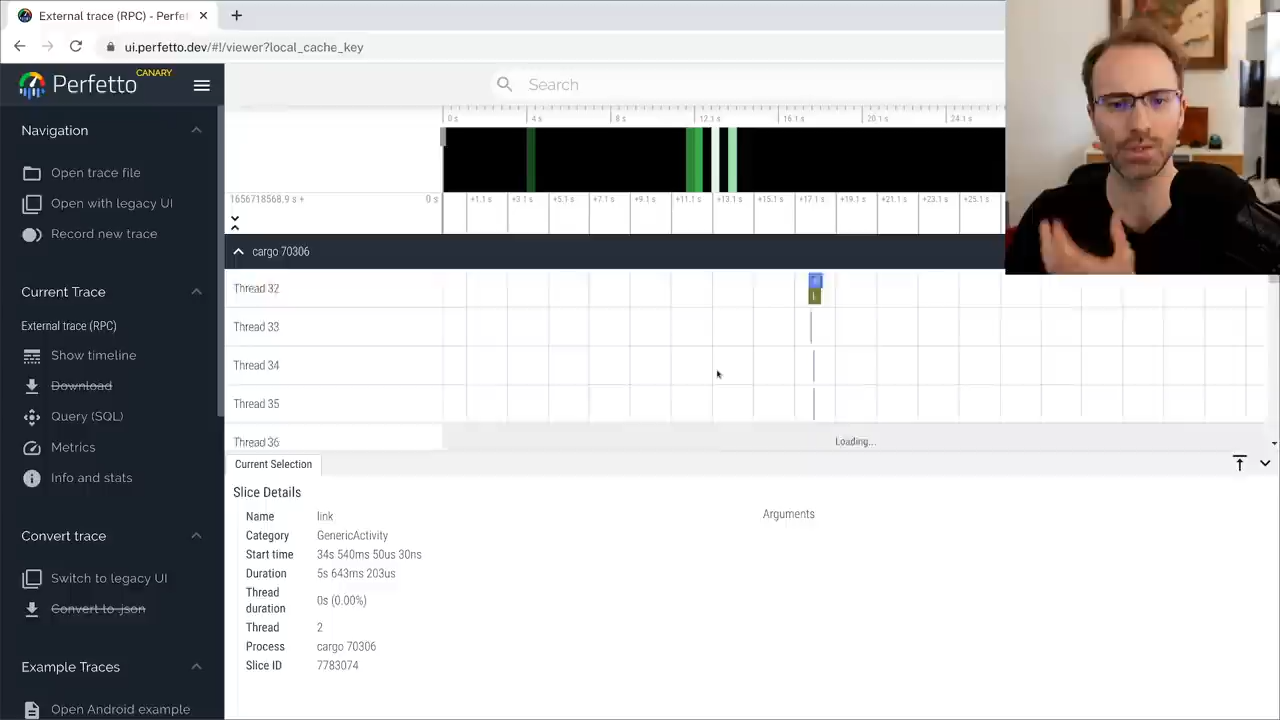 External trace (RPC) - Perfet
ui.perfetto.dev/#!/viewer?local_cache_key
Perfetto
CANARY
Search
Navigation
Open trace file
Open with legacy UI
Record new trace
Current Trace
External trace (RPC)
Show timeline
Download
Query (SQL)
Metrics
Info and stats
Convert trace
Switch to legacy UI
Convert to .json
Example Traces
Open Android example
0 s 4 s 8 s 12.1 s 16.1 s 20.1 s 24.1 s
1656718568.9 s + 0 s +1.1 s +3.1 s +5.1 s +7.1 s +9.1 s +11.1 s +13.1 s +15.1 s +17.1 s +19.1 s +21.1 s +23.1 s +25.1 s
cargo 70306
Thread 32
Thread 33
Thread 34
Thread 35
Thread 36 Loading...
Current Selection
Slice Details
Arguments
Name link
Category GenericActivity
Start time 34s 540ms 50us 30ns
Duration 5s 643ms 203us
Thread
duration 0s (0.00%)
Thread 2
Process cargo 70306
Slice ID 7783074